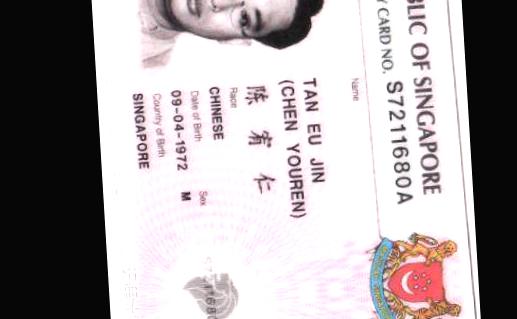 BLIC OF SINGAPORE
Y CARD NO. S7211680A
Name
TAN EU JIN
(CHEN YOUREN)
陈 宥 仁
Race
CHINESE
Date of Birth
Sex
09-04-1972
M
Country of Birth
SINGAPORE